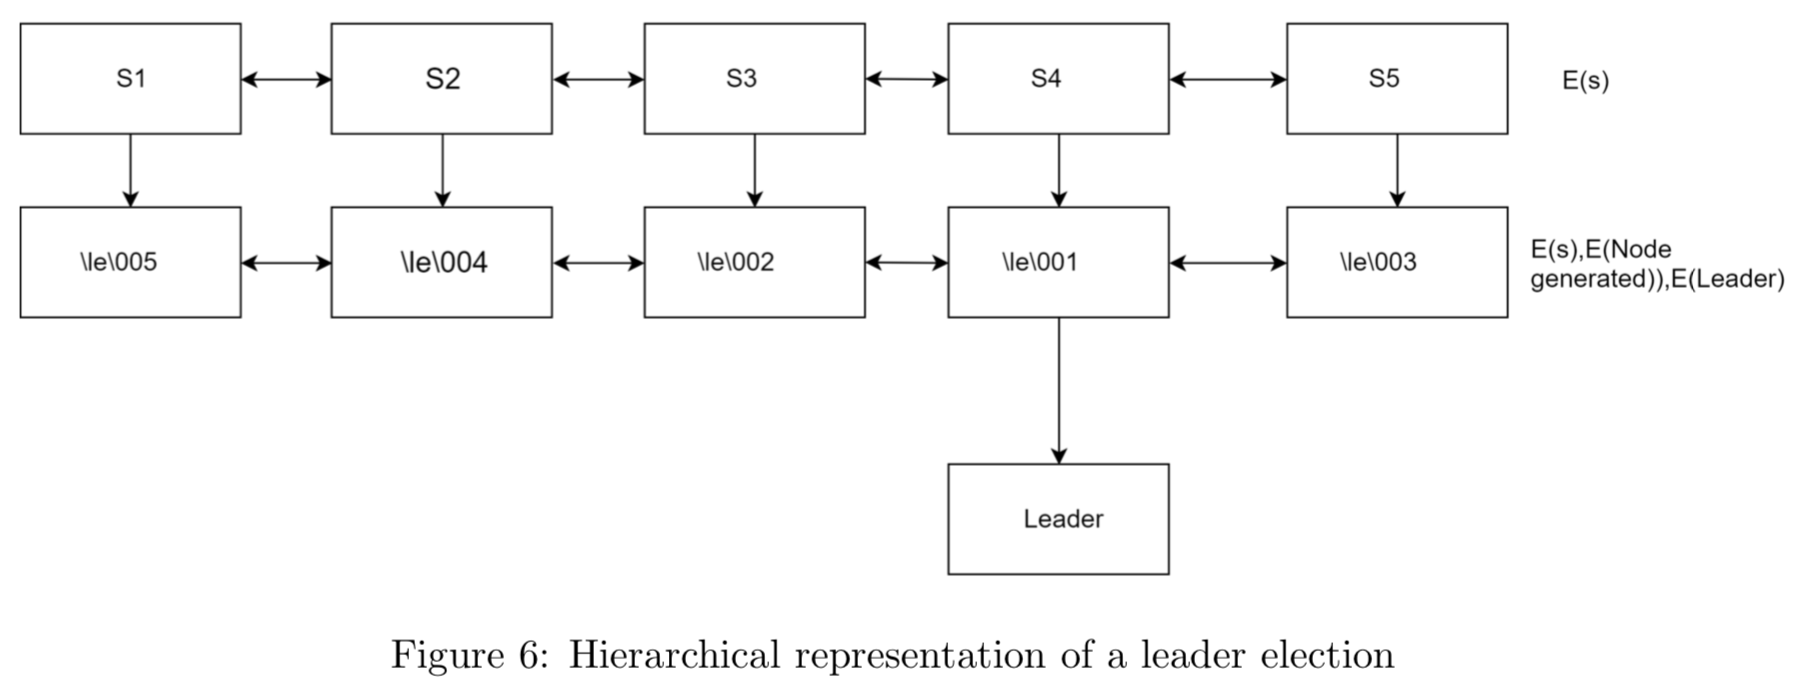 S1
S2
S3
S4
S5
E(s)
\le\005
\le\004
\le\002
\le\001
\le\003
E(s),E(Node
generated)),E(Leader)
Leader
Figure 6: Hierarchical representation of a leader election